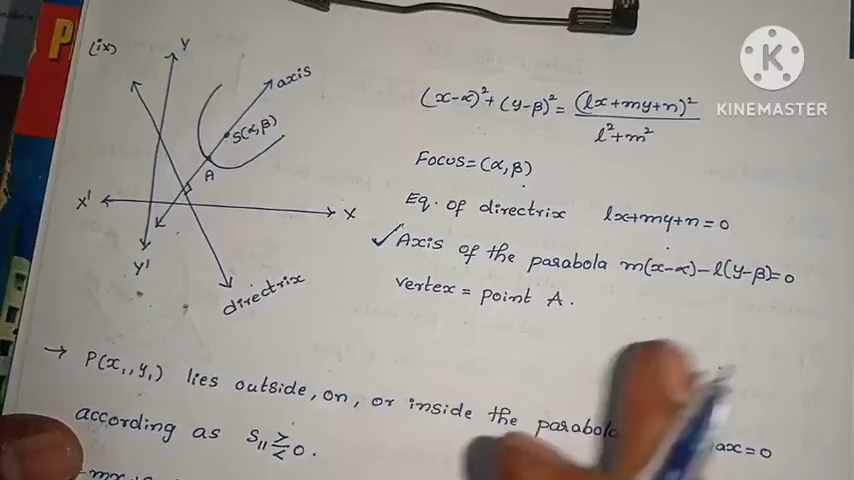 (ix)
Y
axis
S(α,β)
A
X'
X
Y'
directrix
(x-α)²+(y-β)²= (lx+my+n)² / l²+m²
KINEMASTER
Focus=(α,β)
Eq. of directrix lx+my+n=0
✓Axis of the parabola m(x-α)-l(y-β)=0
vertex = point A.
→ P(x₁,y₁) lies outside, on, or inside the parabola ax=0
according as S₁₁ ⪌ 0.